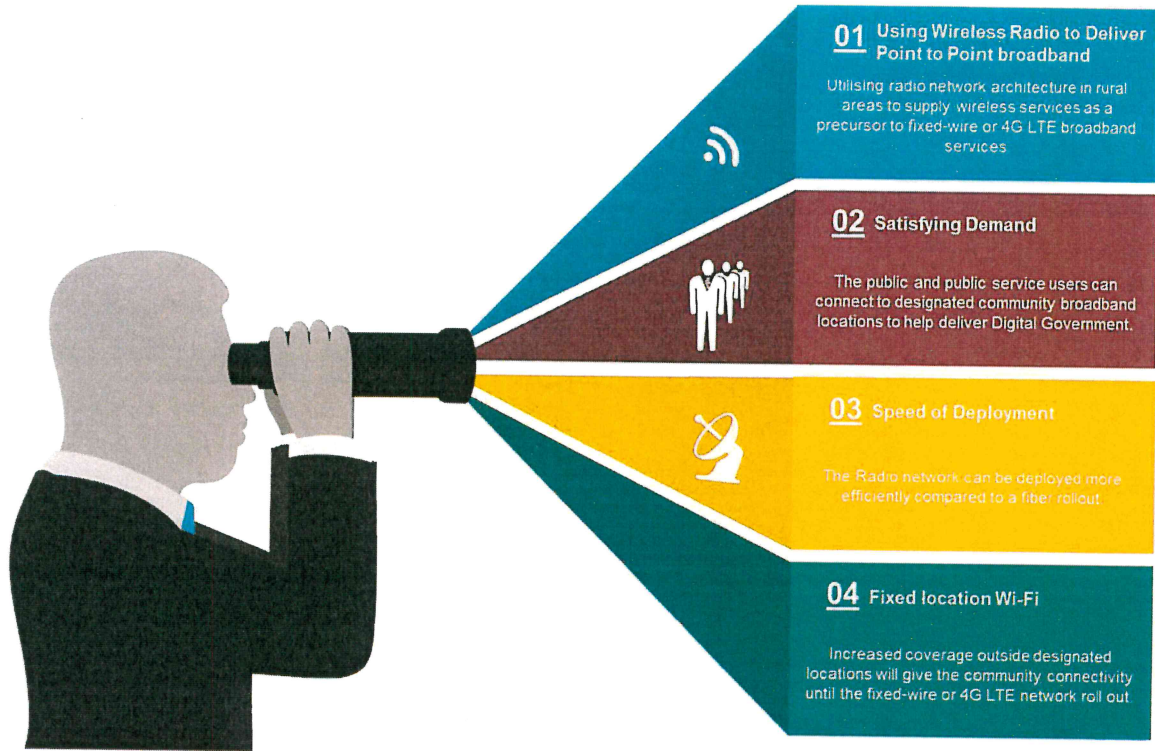 01 Using Wireless Radio to Deliver
Point to Point broadband
Utilising radio network architecture in rural
areas to supply wireless services as a
precursor to fixed-wire or 4G LTE broadband
services
02 Satisfying Demand
The public and public service users can
connect to designated community broadband
locations to help deliver Digital Government.
03 Speed of Deployment
The Radio network can be deployed more
efficiently compared to a fiber rollout
04 Fixed location Wi-Fi
Increased coverage outside designated
locations will give the community connectivity
until the fixed-wire or 4G LTE network roll out.